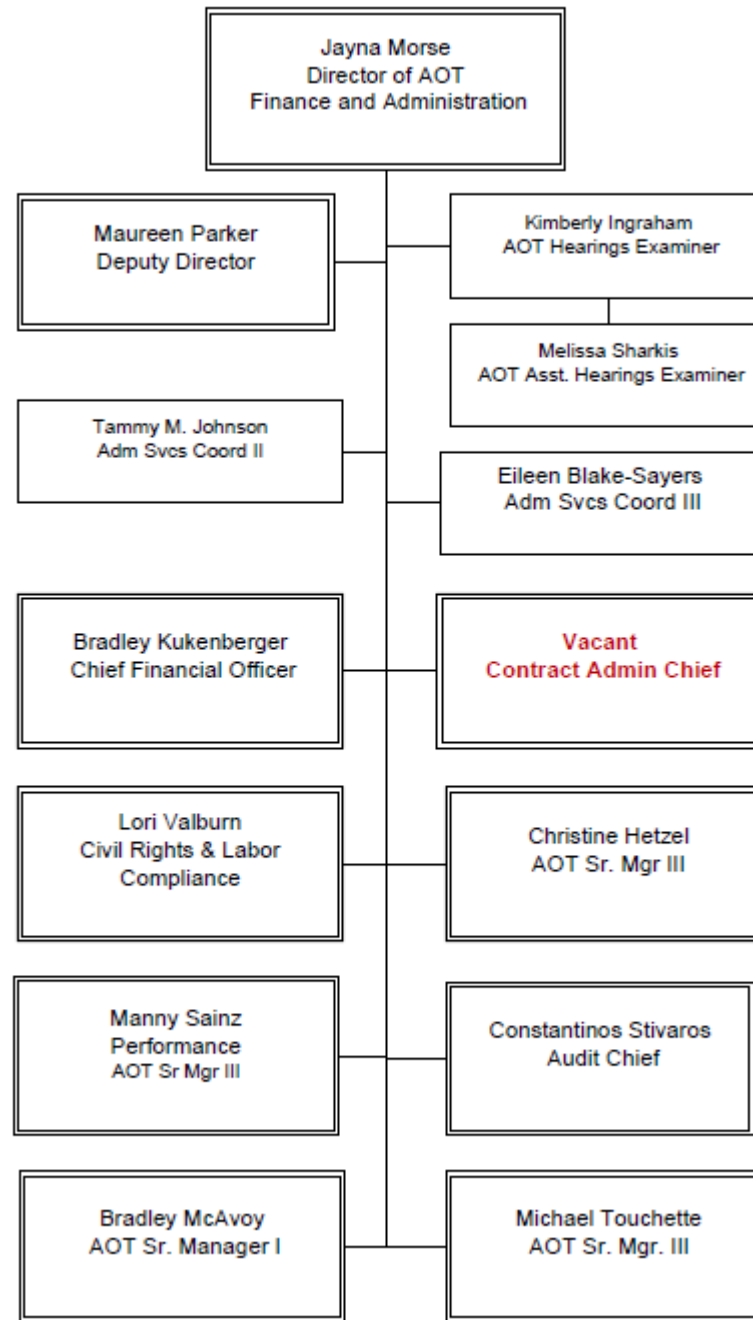 Jayna Morse
Director of AOT
Finance and Administration
Maureen Parker
Deputy Director
Kimberly Ingraham
AOT Hearings Examiner
Melissa Sharkis
AOT Asst. Hearings Examiner
Tammy M. Johnson
Adm Svcs Coord II
Eileen Blake-Sayers
Adm Svcs Coord III
Bradley Kukenberger
Chief Financial Officer
Vacant
Contract Admin Chief
Lori Valburn
Civil Rights & Labor
Compliance
Christine Hetzel
AOT Sr. Mgr III
Manny Sainz
Performance
AOT Sr Mgr III
Constantinos Stivaros
Audit Chief
Bradley McAvoy
AOT Sr. Manager I
Michael Touchette
AOT Sr. Mgr. III